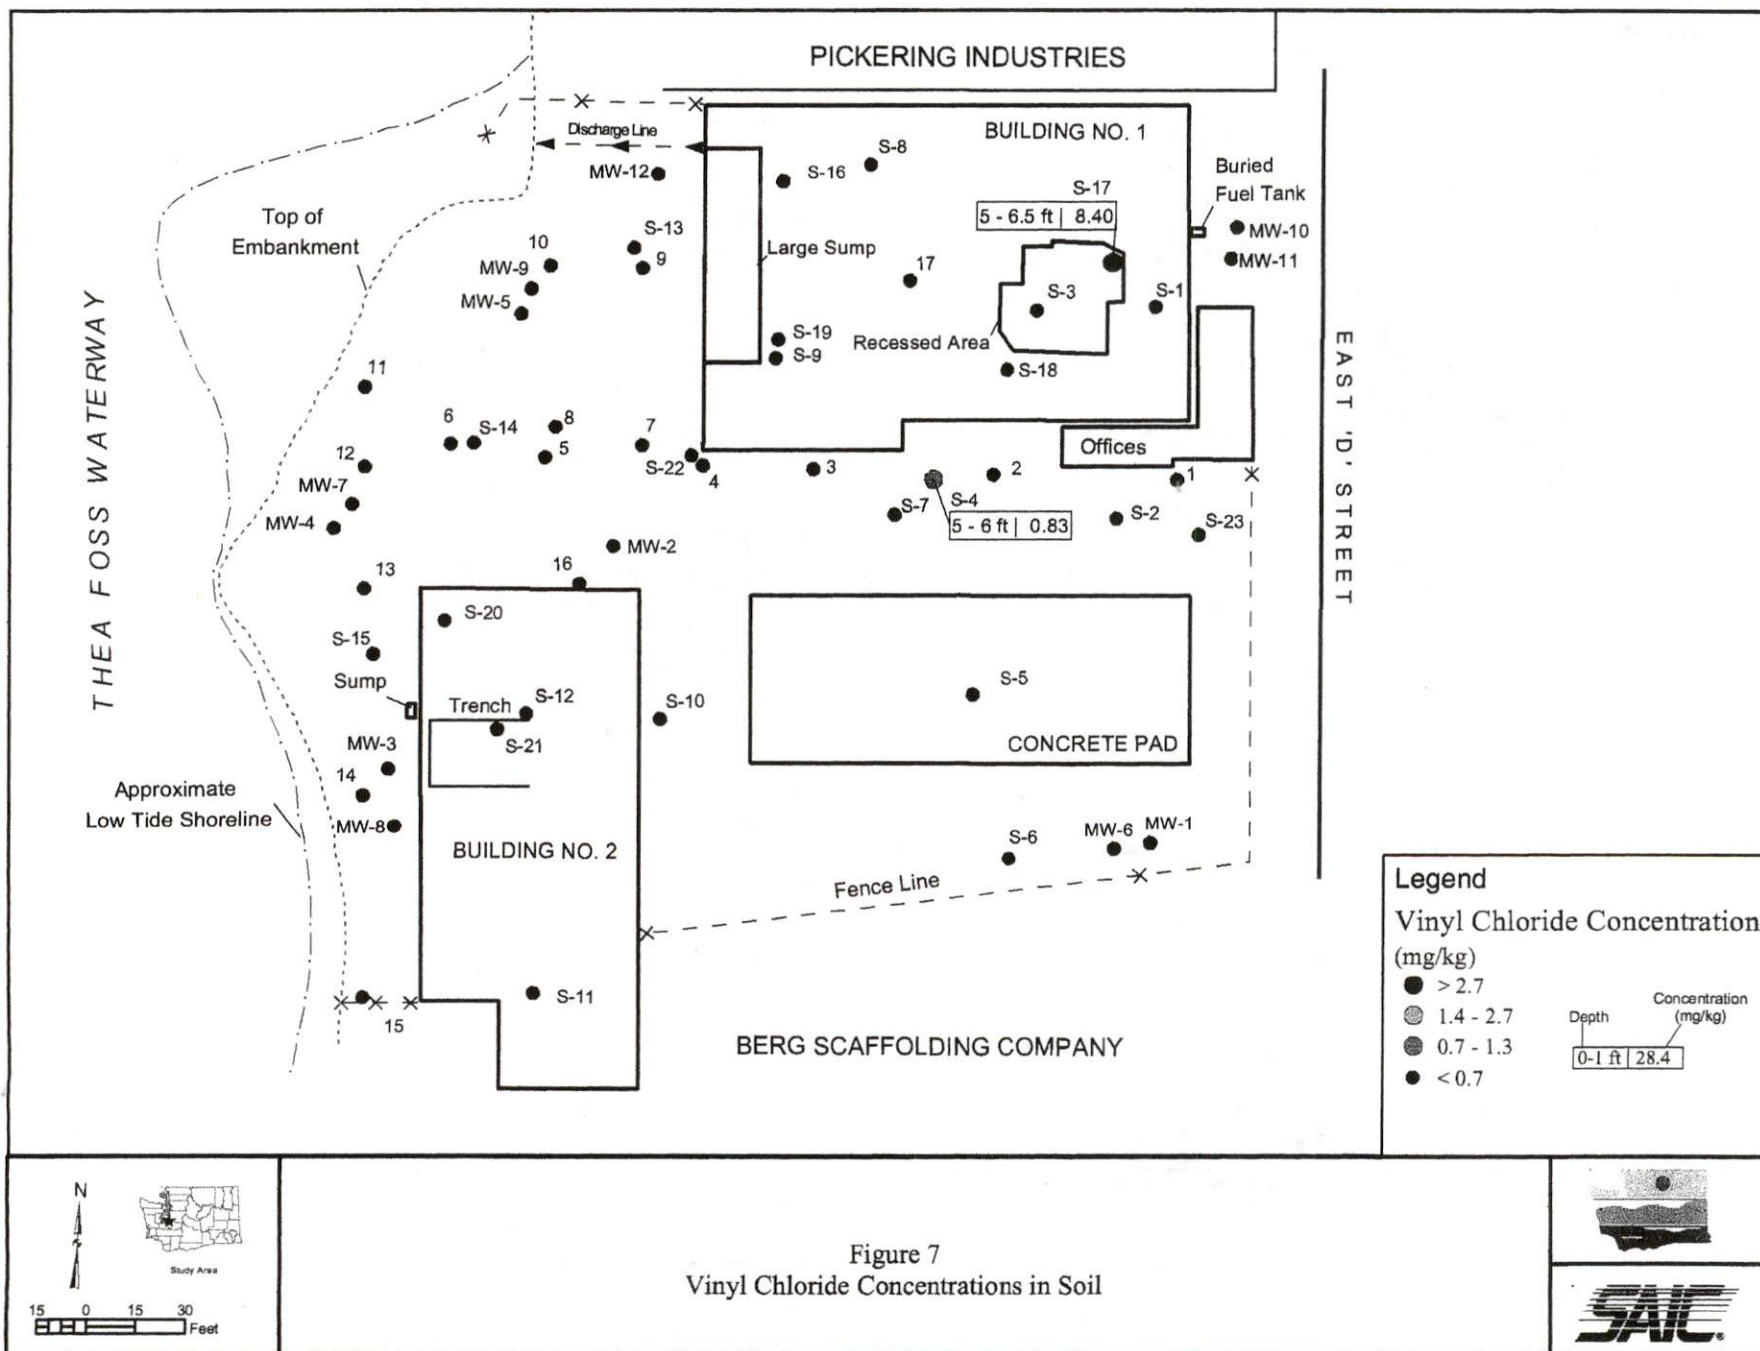 PICKERING INDUSTRIES
BUILDING NO. 1
Discharge Line
MW-12
S-16
S-8
S-17
5 - 6.5 ft | 8.40
Buried
Fuel Tank
MW-10
MW-11
Top of
Embankment
S-13
9
10
MW-9
MW-5
Large Sump
17
S-3
S-1
S-19
S-9
Recessed Area
S-18
THEA FOSS WATERWAY
EAST 'D' STREET
11
6
S-14
8
5
7
S-22
4
3
2
Offices
1
12
MW-7
MW-4
S-7
S-4
5 - 6 ft | 0.83
S-2
S-23
MW-2
16
13
S-20
S-15
Sump
Trench
S-12
S-21
S-10
S-5
CONCRETE PAD
MW-3
14
MW-8
Approximate
Low Tide Shoreline
BUILDING NO. 2
S-6
MW-6
MW-1
Fence Line
S-11
15
BERG SCAFFOLDING COMPANY
Legend
Vinyl Chloride Concentration
(mg/kg)
> 2.7
1.4 - 2.7
0.7 - 1.3
< 0.7
Depth
Concentration
(mg/kg)
0-1 ft | 28.4
N
Study Area
15 0 15 30
Feet
Figure 7
Vinyl Chloride Concentrations in Soil
SAIC®